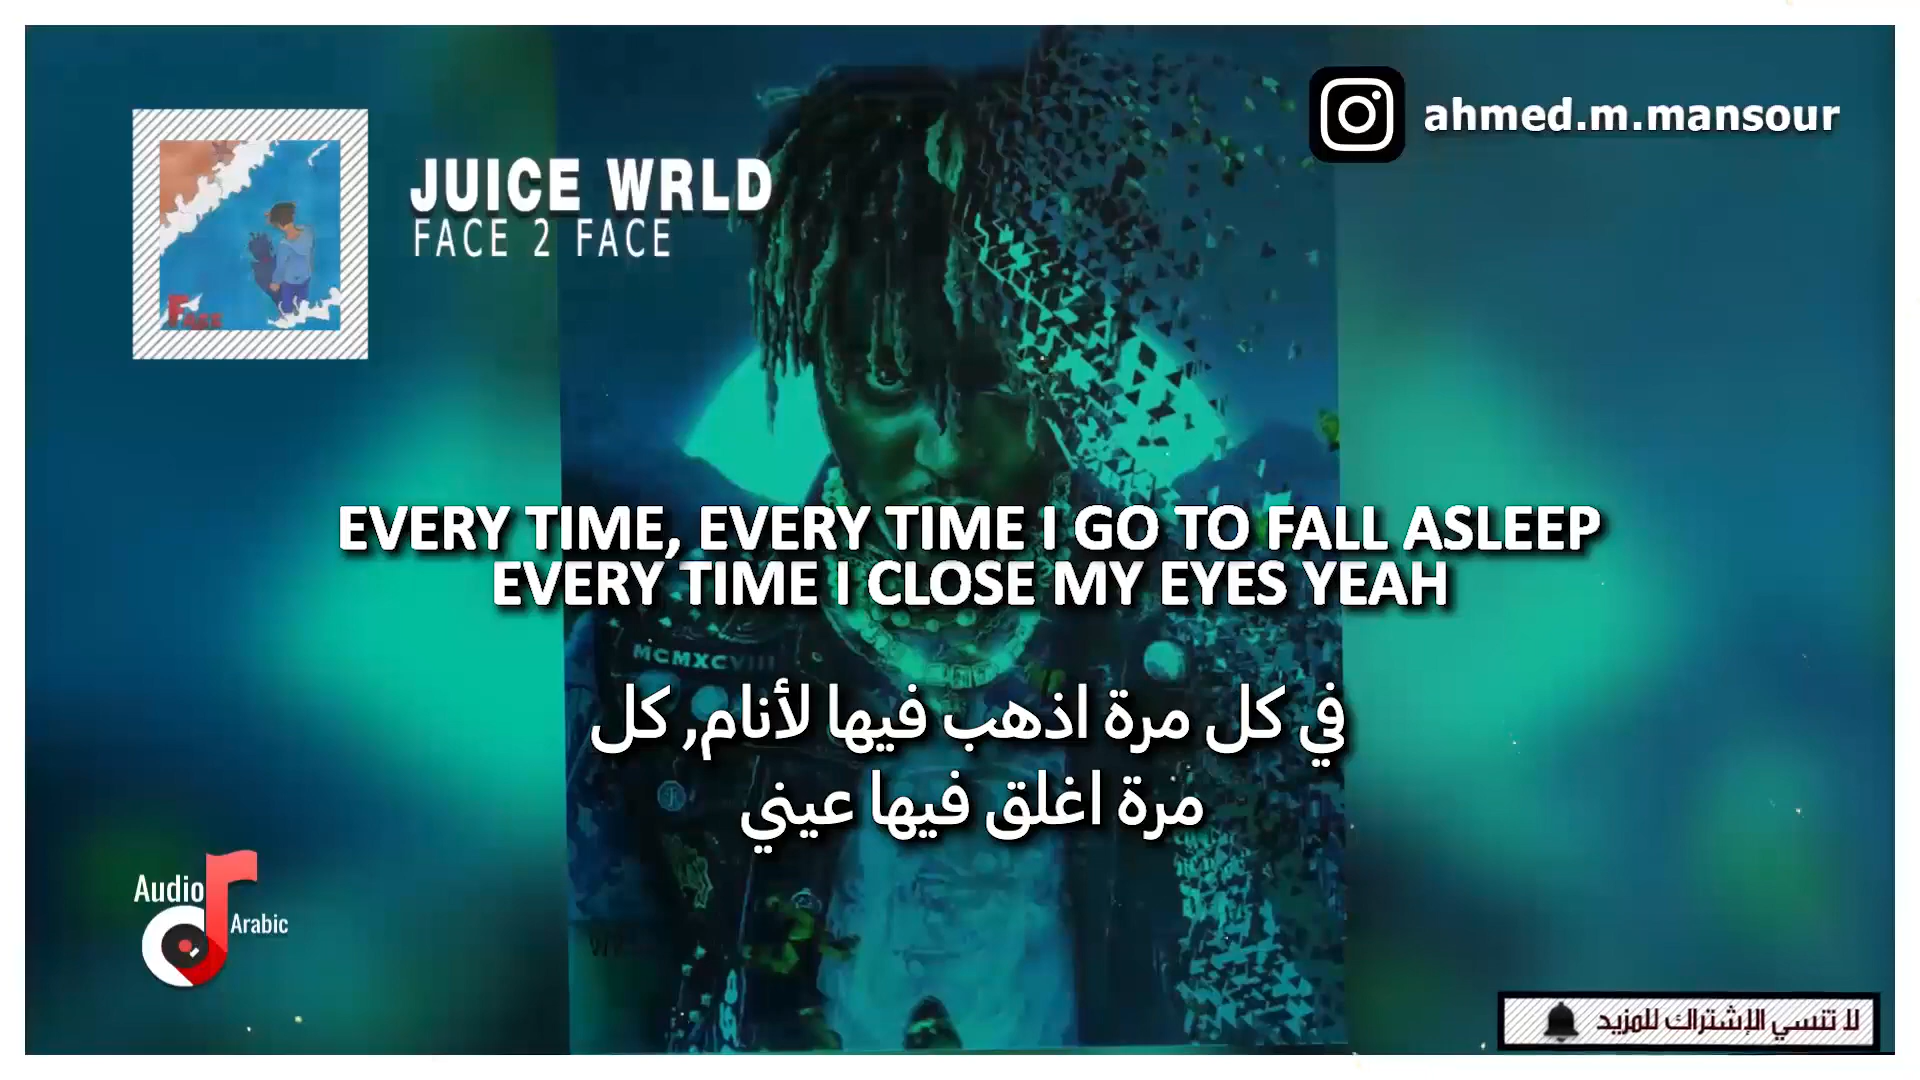 ahmed.m.mansour
JUICE WRLD
FACE 2 FACE
FAZE
EVERY TIME, EVERY TIME I GO TO FALL ASLEEP
EVERY TIME I CLOSE MY EYES YEAH
MCMXCVIII
في كل مرة اذهب فيها لأنام, كل
مرة اغلق فيها عيني
Audio
Arabic
لا تنسي الإشتراك للمزيد